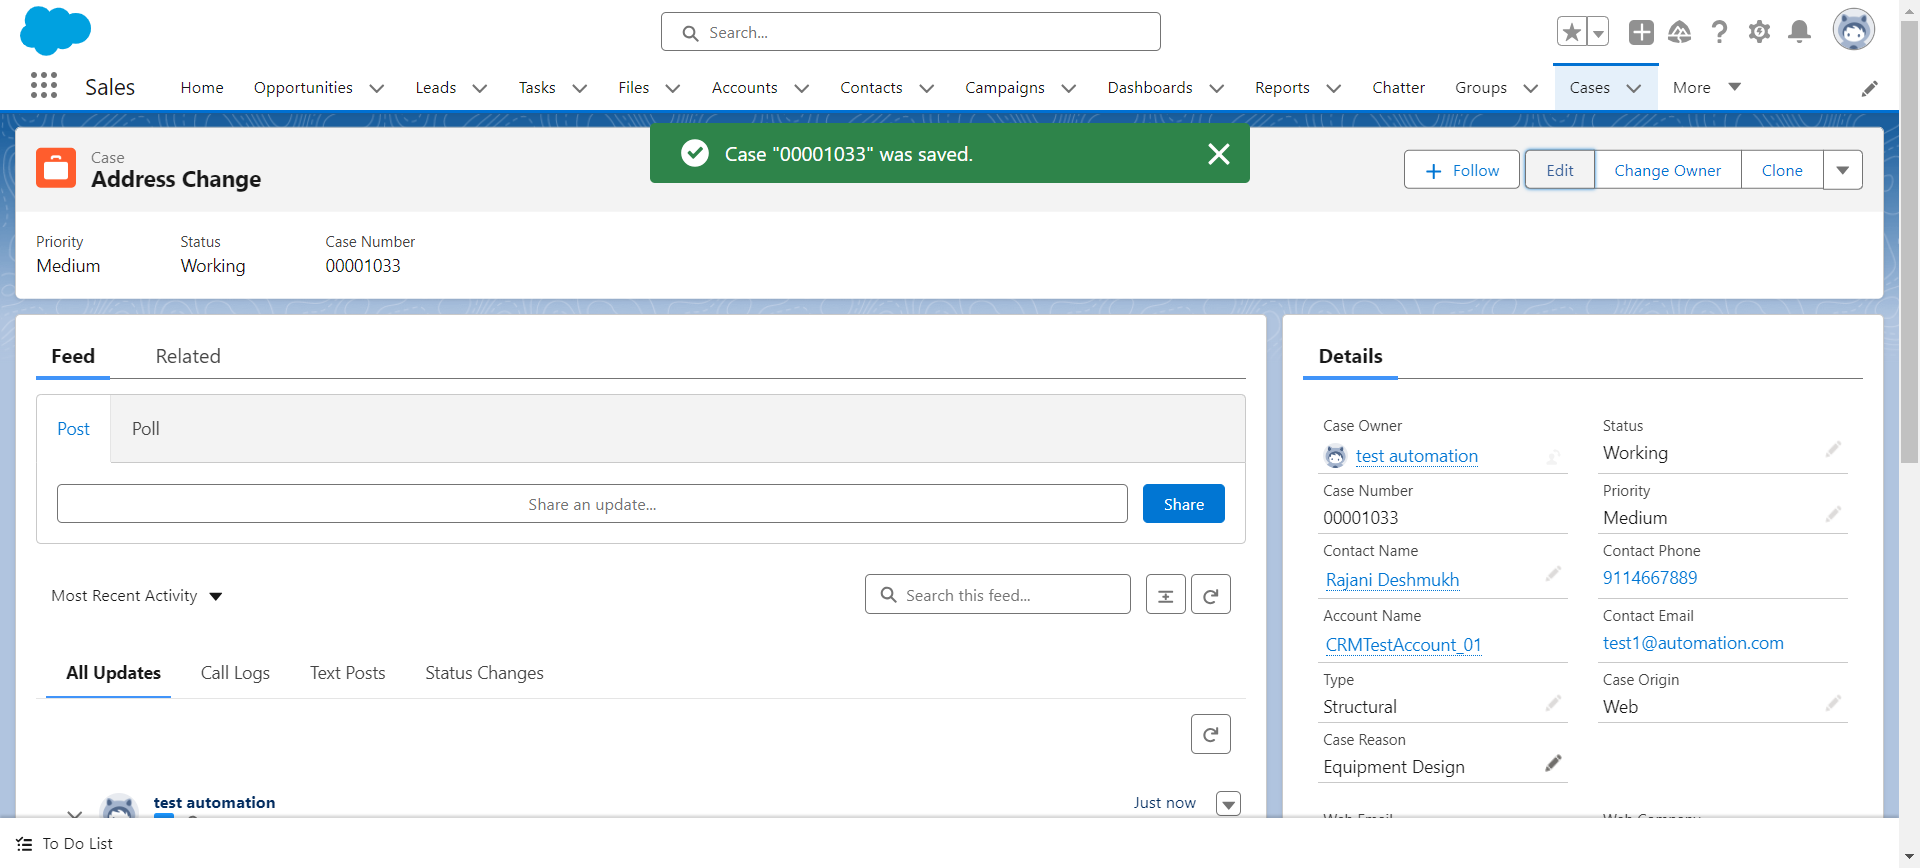 Search...
Sales
Home
Opportunities
Leads
Tasks
Files
Accounts
Contacts
Campaigns
Dashboards
Reports
Chatter
Groups
Cases
More
Case "00001033" was saved.
Case
Address Change
Follow
Edit
Change Owner
Clone
Priority
Medium
Status
Working
Case Number
00001033
Feed
Related
Post
Poll
Share an update...
Share
Most Recent Activity
Search this feed...
All Updates
Call Logs
Text Posts
Status Changes
test automation
Just now
Details
Case Owner
test automation
Status
Working
Case Number
00001033
Priority
Medium
Contact Name
Rajani Deshmukh
Contact Phone
9114667889
Account Name
CRMTestAccount_01
Contact Email
test1@automation.com
Type
Structural
Case Origin
Web
Case Reason
Equipment Design
Web Email
Web Company
To Do List